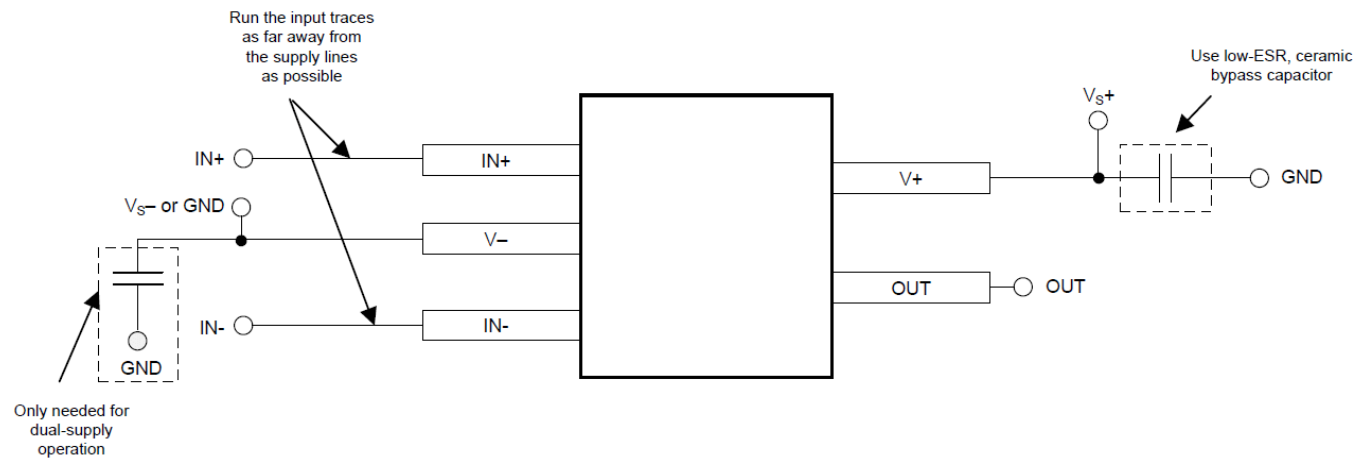 Run the input traces
as far away from
the supply lines
as possible
Use low-ESR, ceramic
bypass capacitor
VS+
IN+
IN+
V+
GND
VS– or GND
V–
OUT
OUT
IN-
IN-
GND
Only needed for
dual-supply
operation